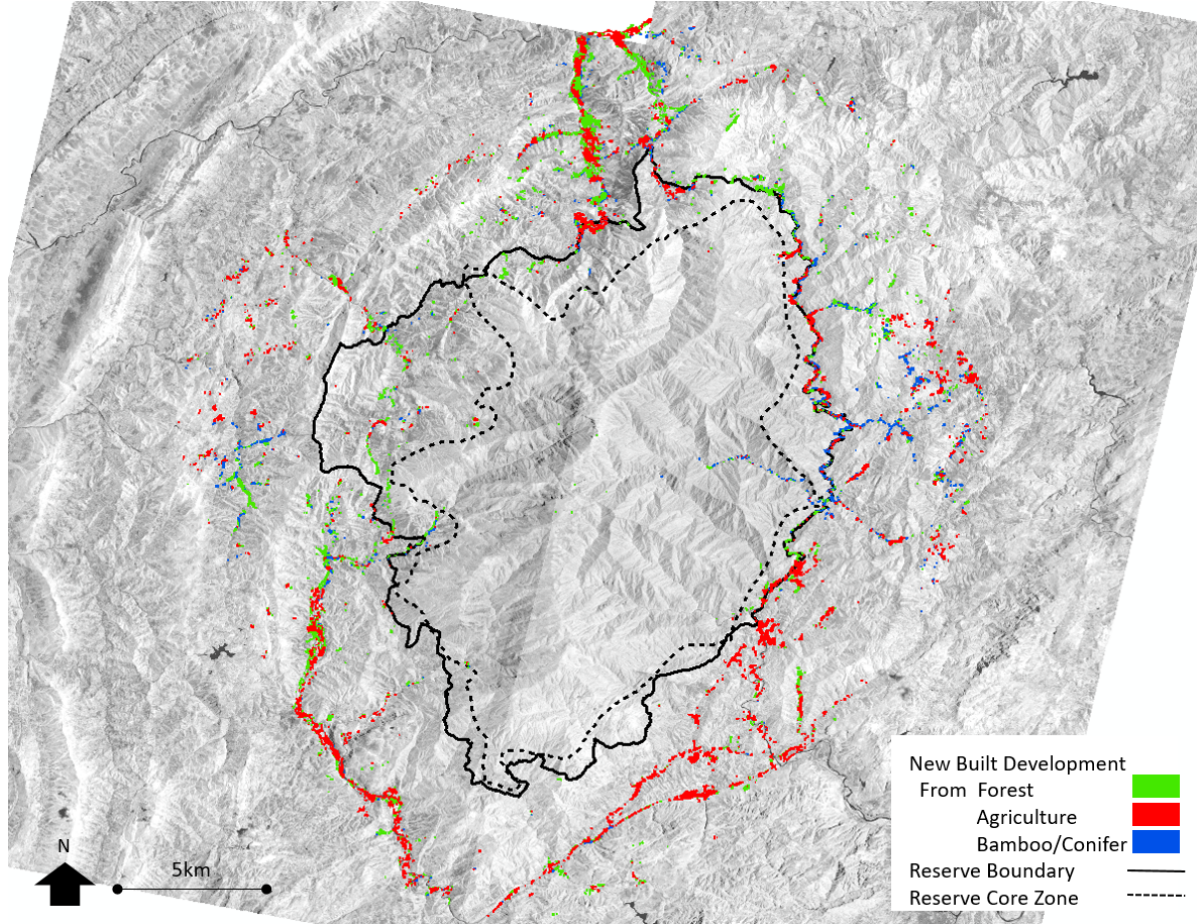 New Built Development
From Forest
Agriculture
Bamboo/Conifer
Reserve Boundary
Reserve Core Zone
N
5km